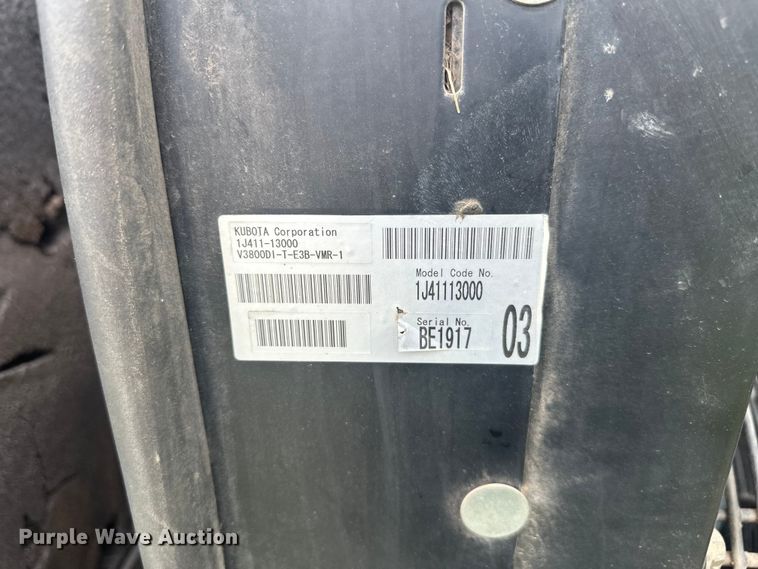 KUBOTA Corporation
1J411-13000
V3800DI-T-E3B-VMR-1
Model Code No.
1J41113000
Serial No.
BE1917
03
Purple Wave Auction